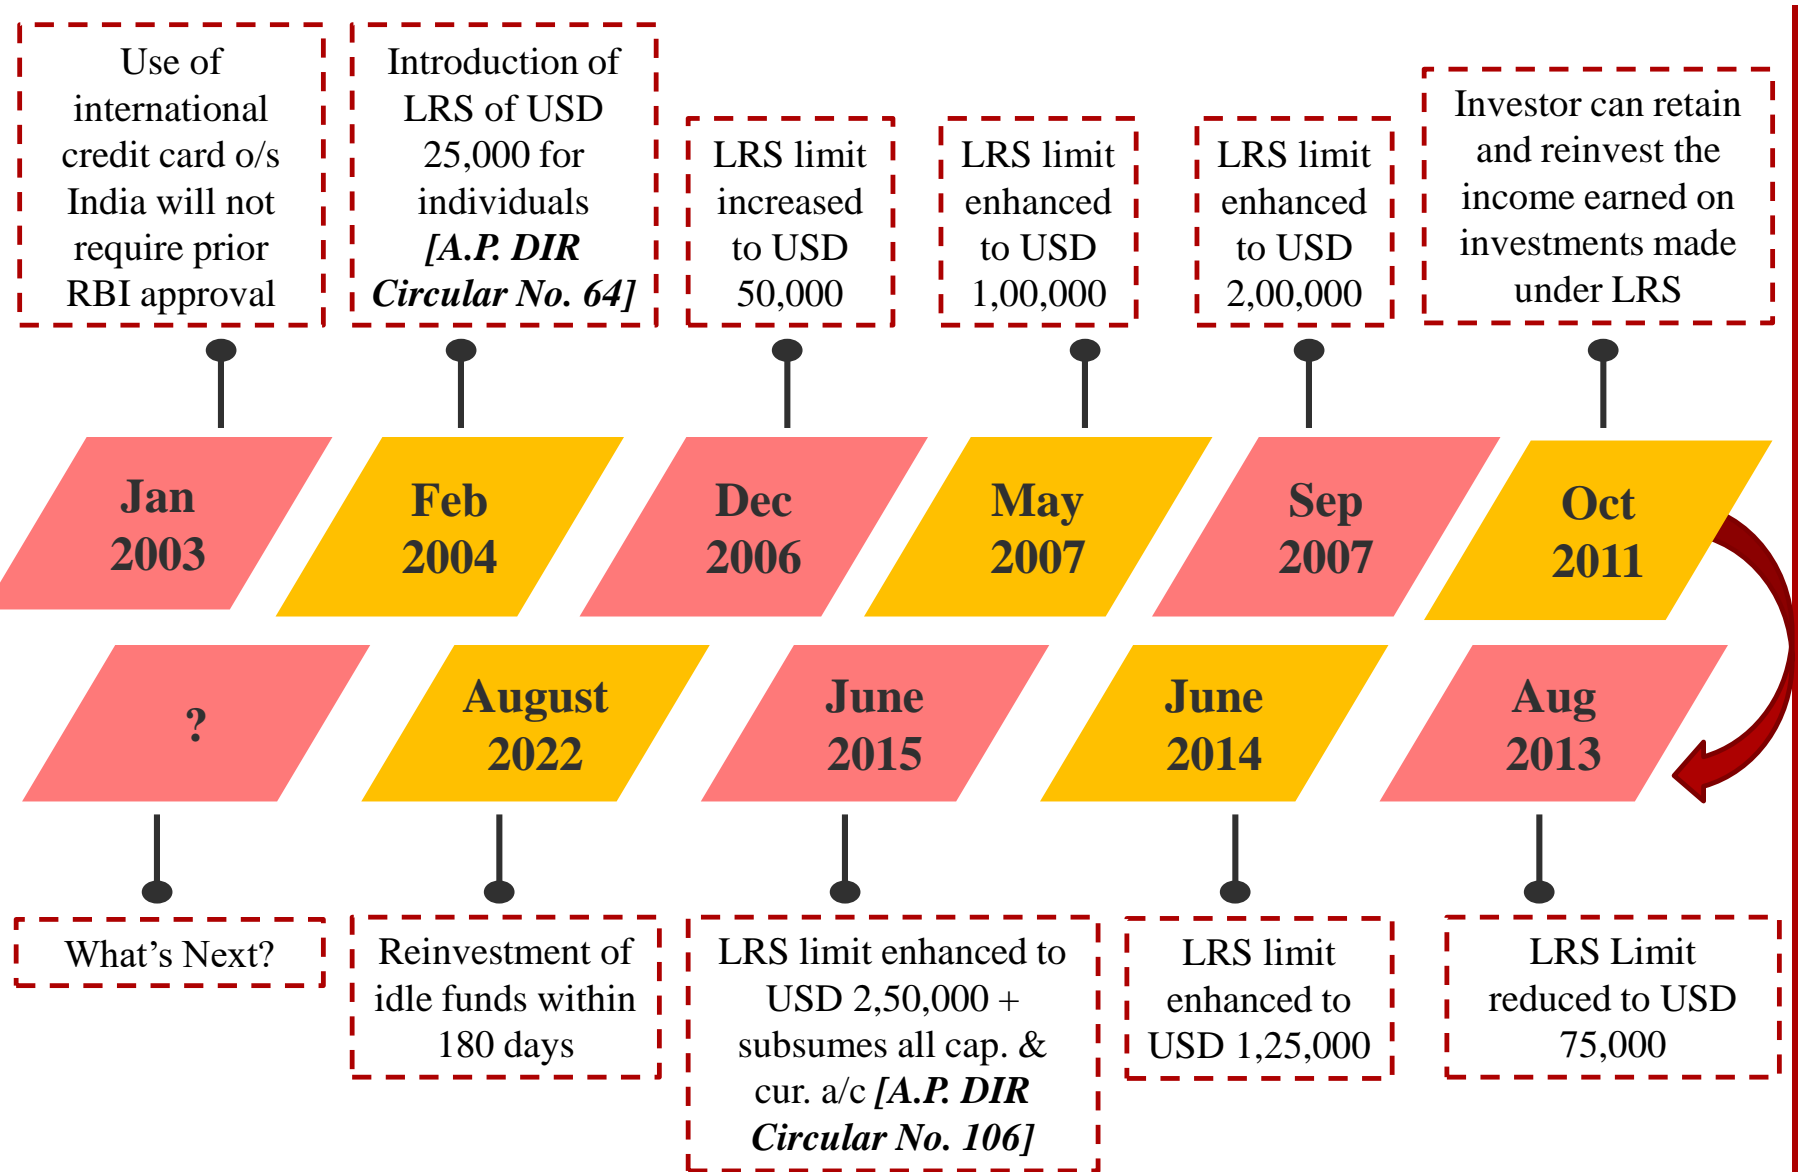 Use of
international
credit card o/s
India will not
require prior
RBI approval
Introduction of
LRS of USD
25,000 for
individuals
[A.P. DIR
Circular No. 64]
LRS limit
increased
to USD
50,000
LRS limit
enhanced
to USD
1,00,000
LRS limit
enhanced
to USD
2,00,000
Investor can retain
and reinvest the
income earned on
investments made
under LRS
Jan
2003
Feb
2004
Dec
2006
May
2007
Sep
2007
Oct
2011
?
August
2022
June
2015
June
2014
Aug
2013
What’s Next?
Reinvestment of
idle funds within
180 days
LRS limit enhanced to
USD 2,50,000 +
subsumes all cap. &
cur. a/c [A.P. DIR
Circular No. 106]
LRS limit
enhanced to
USD 1,25,000
LRS Limit
reduced to USD
75,000